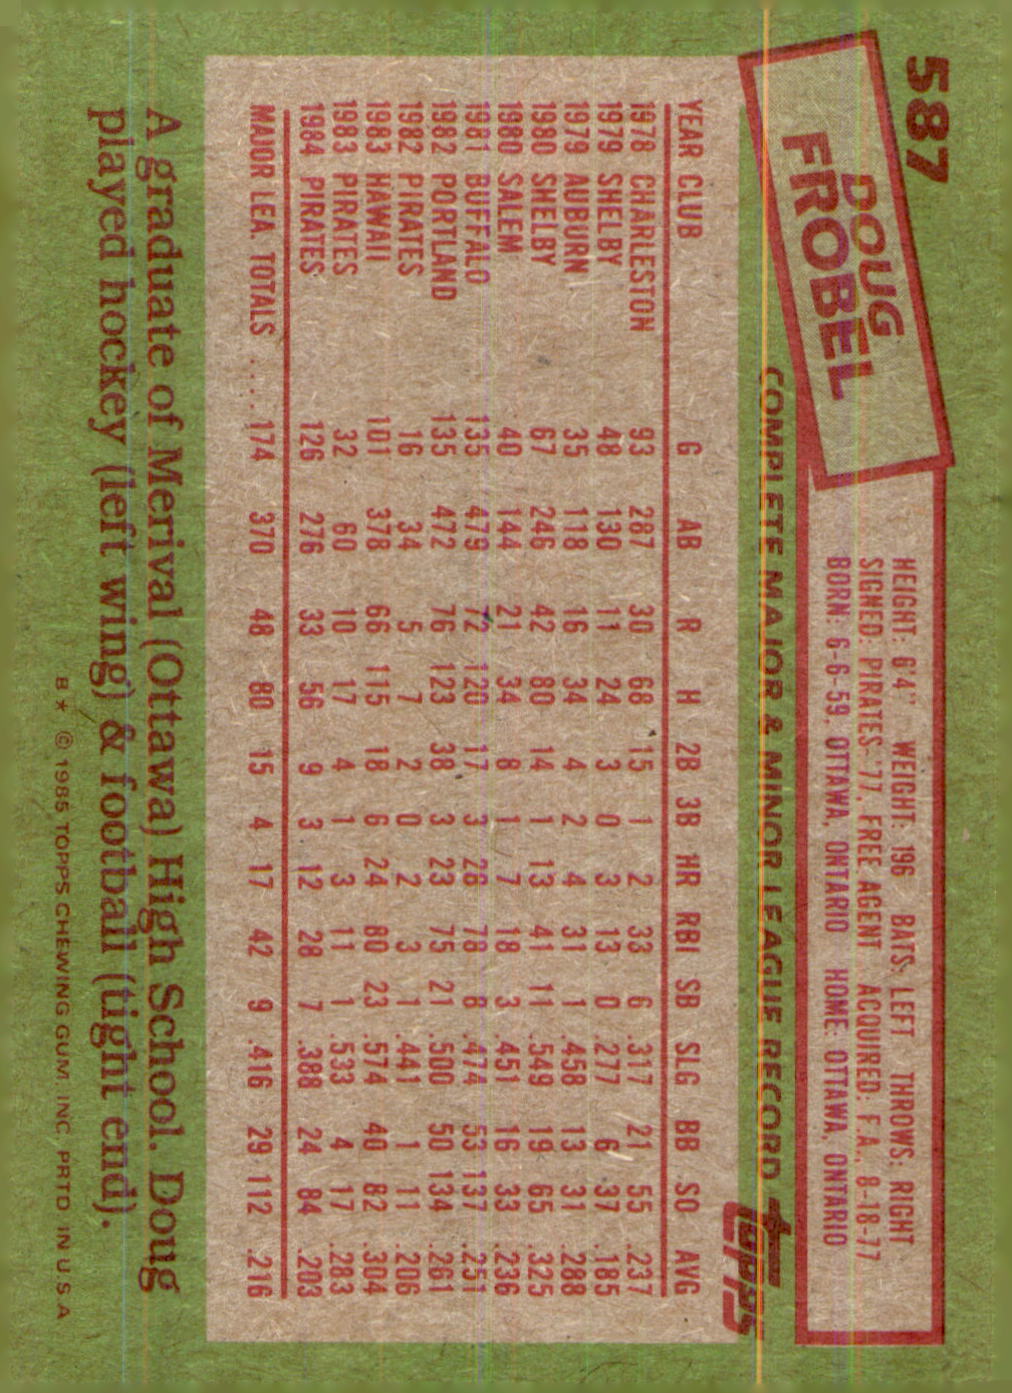 587
DOUG
FROBEL
HEIGHT: 6'4" WEIGHT: 196 BATS: LEFT THROWS: RIGHT
SIGNED: PIRATES '77, FREE AGENT ACQUIRED: F.A., 8-18-77
BORN: 6-6-59, OTTAWA, ONTARIO HOME: OTTAWA, ONTARIO
COMPLETE MAJOR & MINOR LEAGUE RECORD topps
YEAR CLUB G AB R H 2B 3B HR RBI SB SLG BB SO AVG
1978 CHARLESTON 93 287 30 68 15 1 2 33 6 .317 21 55 .237
1979 SHELBY 48 130 11 24 3 0 3 13 0 .277 6 37 .185
1979 AUBURN 35 118 16 34 4 2 4 31 1 .458 13 31 .288
1980 SHELBY 67 246 42 80 14 1 13 41 11 .549 19 65 .325
1980 SALEM 40 144 21 34 8 1 7 18 3 .451 16 33 .236
1981 BUFFALO 135 479 72 120 17 3 28 78 8 .474 53 137 .251
1982 PORTLAND 135 472 76 123 38 3 23 75 21 .500 50 134 .261
1982 PIRATES 16 34 5 7 2 0 2 3 1 .441 1 11 .206
1983 HAWAII 101 378 66 115 18 6 24 80 23 .574 40 82 .304
1983 PIRATES 32 60 10 17 4 1 3 11 1 .533 4 17 .283
1984 PIRATES 126 276 33 56 9 3 12 28 7 .388 24 84 .203
MAJOR LEA. TOTALS .... 174 370 48 80 15 4 17 42 9 .416 29 112 .216
A graduate of Merival (Ottawa) High School. Doug
played hockey (left wing) & football (tight end).
B * © 1985 TOPPS CHEWING GUM, INC. PRTD. IN U.S.A.